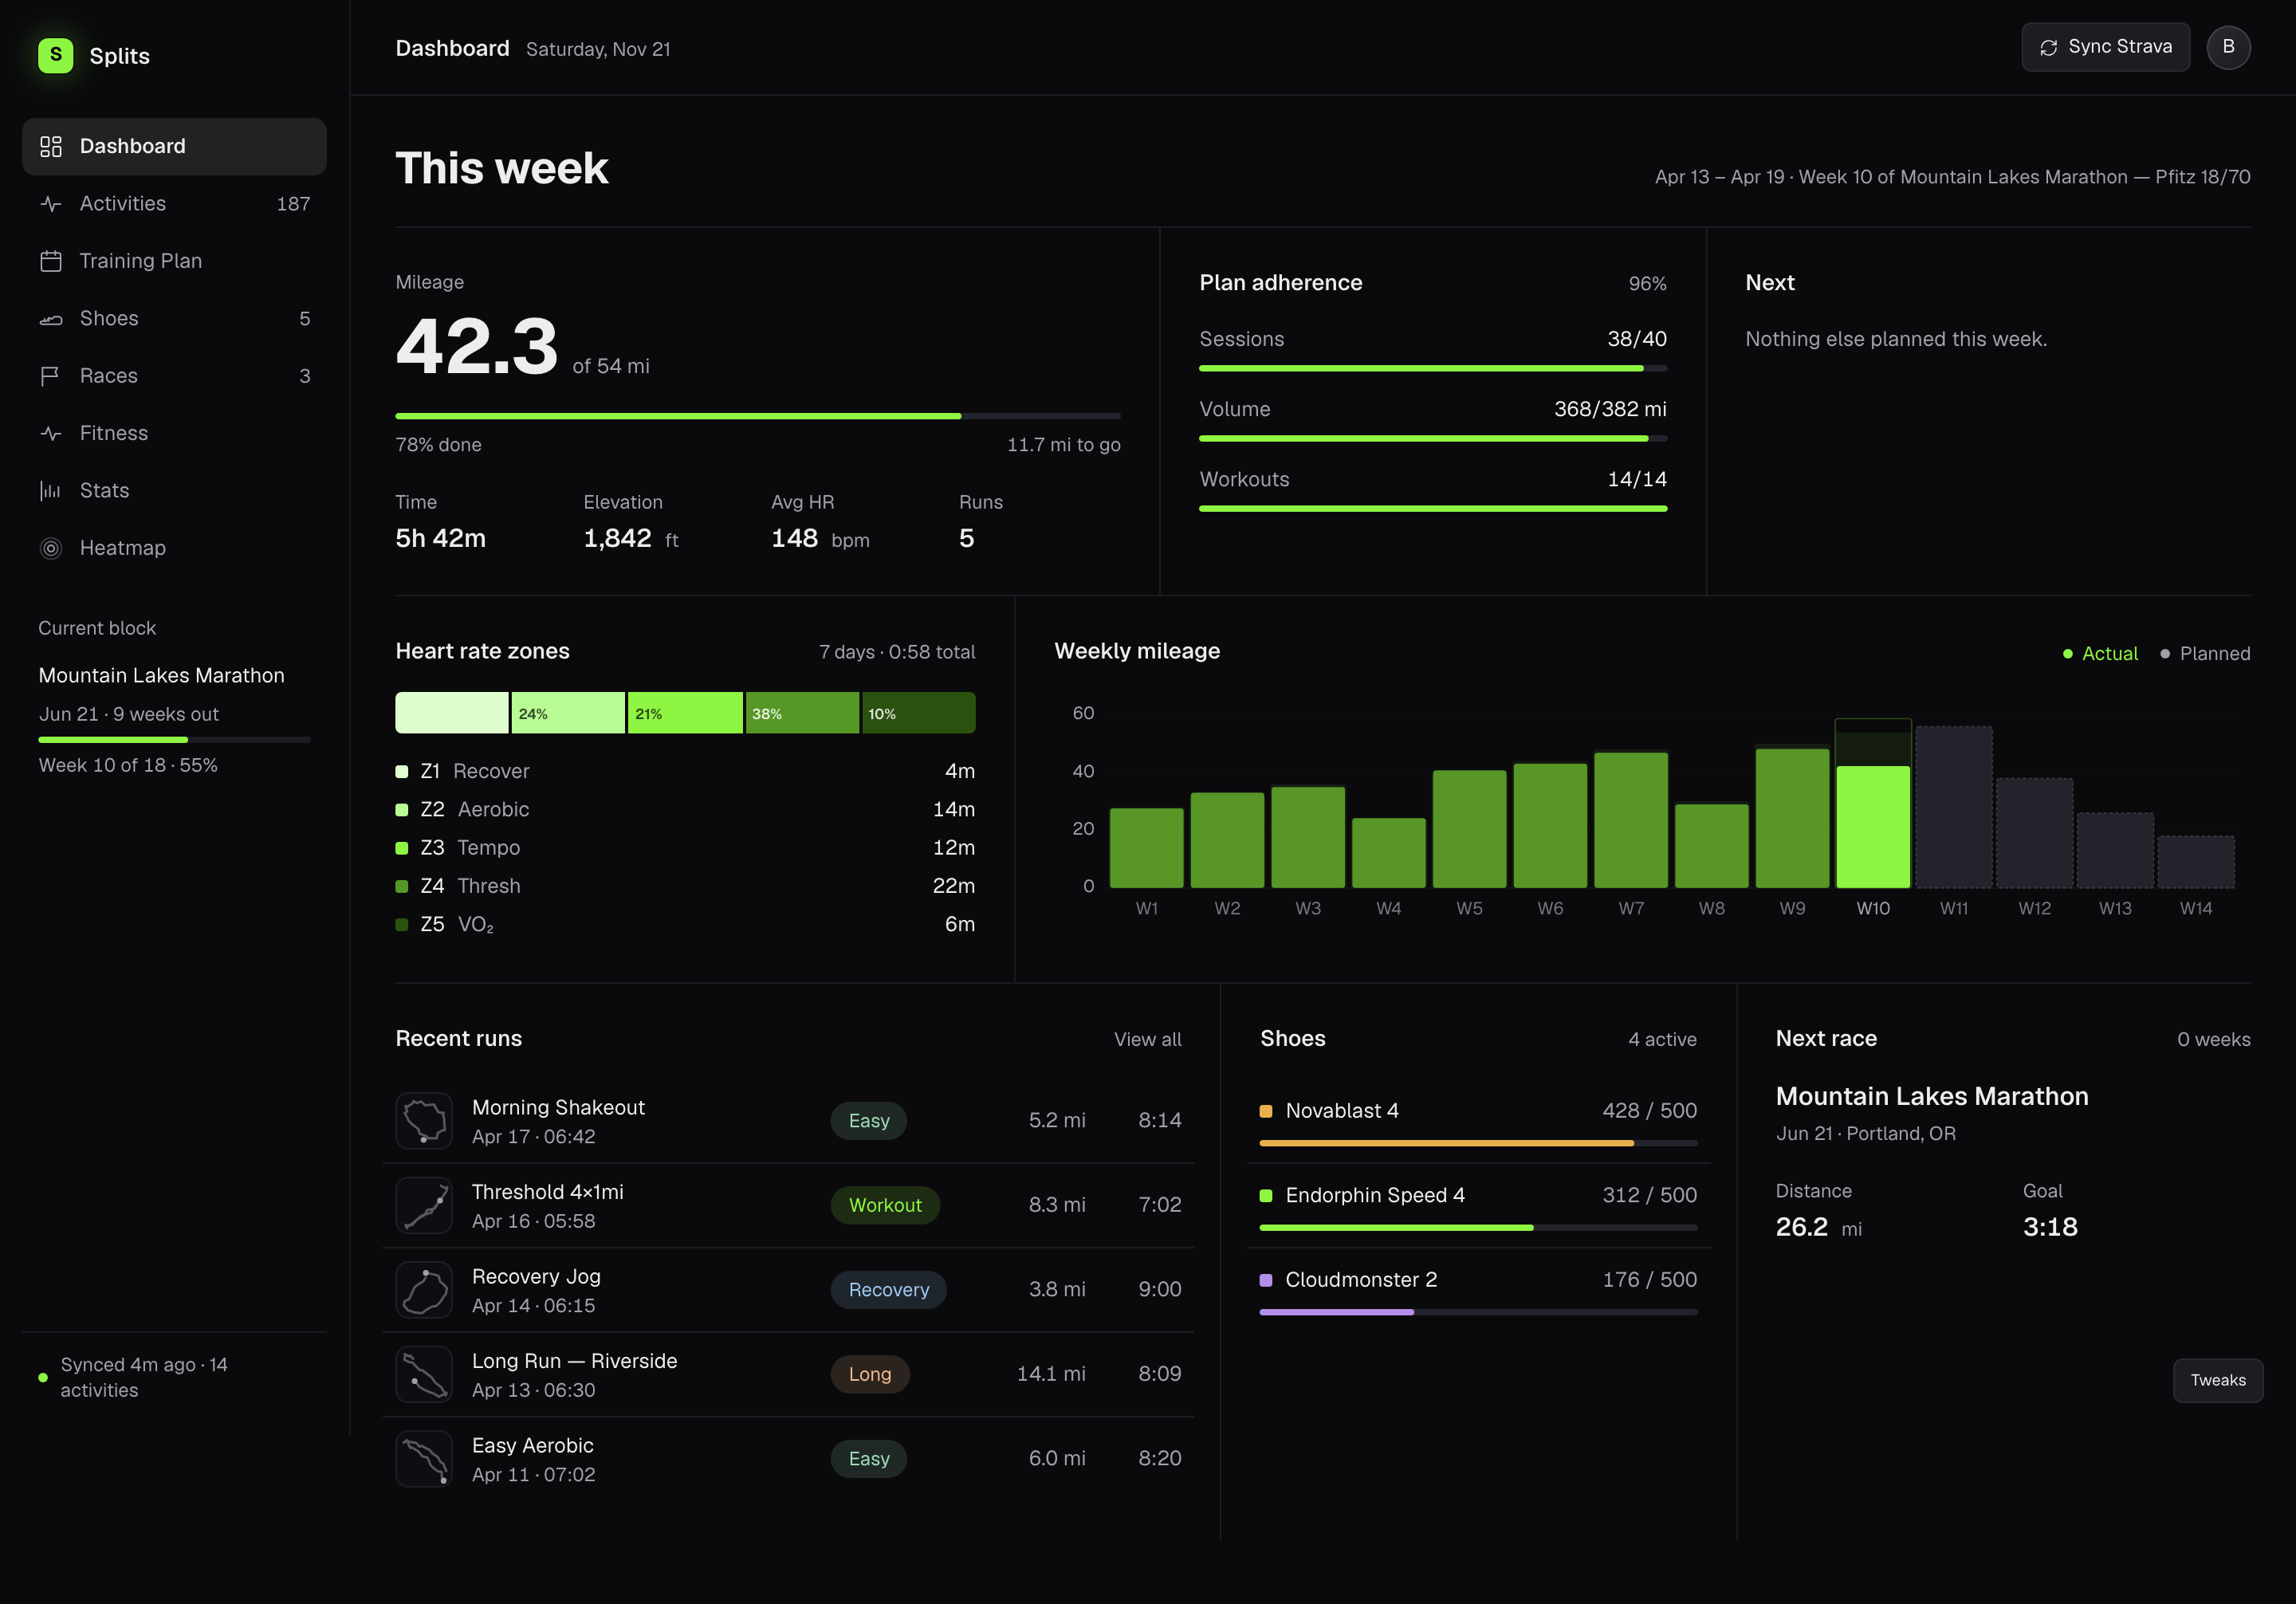 S
Splits
Dashboard
Activities 187
Training Plan
Shoes 5
Races 3
Fitness
Stats
Heatmap
Current block
Mountain Lakes Marathon
Jun 21 · 9 weeks out
Week 10 of 18 · 55%
Synced 4m ago · 14
activities
Dashboard Saturday, Nov 21
Sync Strava
B
This week
Apr 13 – Apr 19 · Week 10 of Mountain Lakes Marathon — Pfitz 18/70
Mileage
42.3 of 54 mi
78% done 11.7 mi to go
Time Elevation Avg HR Runs
5h 42m 1,842 ft 148 bpm 5
Plan adherence 96%
Sessions 38/40
Volume 368/382 mi
Workouts 14/14
Next
Nothing else planned this week.
Heart rate zones 7 days · 0:58 total
24% 21% 38% 10%
Z1 Recover 4m
Z2 Aerobic 14m
Z3 Tempo 12m
Z4 Thresh 22m
Z5 VO₂ 6m
Weekly mileage Actual Planned
60
40
20
0
W1 W2 W3 W4 W5 W6 W7 W8 W9 W10 W11 W12 W13 W14
Recent runs View all
Morning Shakeout
Apr 17 · 06:42
Easy 5.2 mi 8:14
Threshold 4×1mi
Apr 16 · 05:58
Workout 8.3 mi 7:02
Recovery Jog
Apr 14 · 06:15
Recovery 3.8 mi 9:00
Long Run — Riverside
Apr 13 · 06:30
Long 14.1 mi 8:09
Easy Aerobic
Apr 11 · 07:02
Easy 6.0 mi 8:20
Shoes 4 active
Novablast 4 428 / 500
Endorphin Speed 4 312 / 500
Cloudmonster 2 176 / 500
Next race 0 weeks
Mountain Lakes Marathon
Jun 21 · Portland, OR
Distance Goal
26.2 mi 3:18
Tweaks